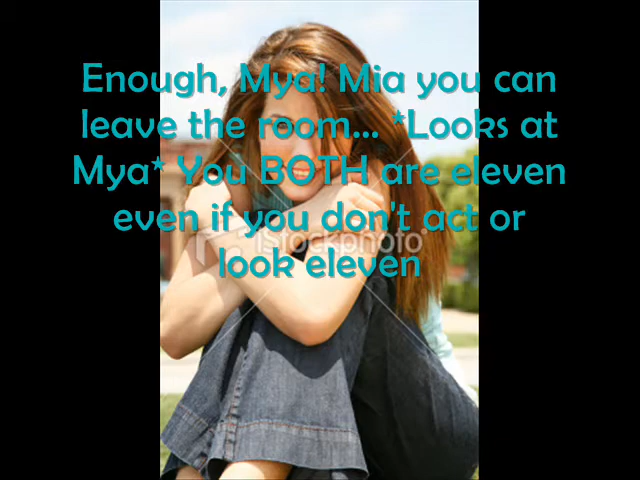 Enough, Mya! Mia you can
leave the room... *Looks at
Mya* You BOTH are eleven
even if you don't act or
look eleven
iStockphoto